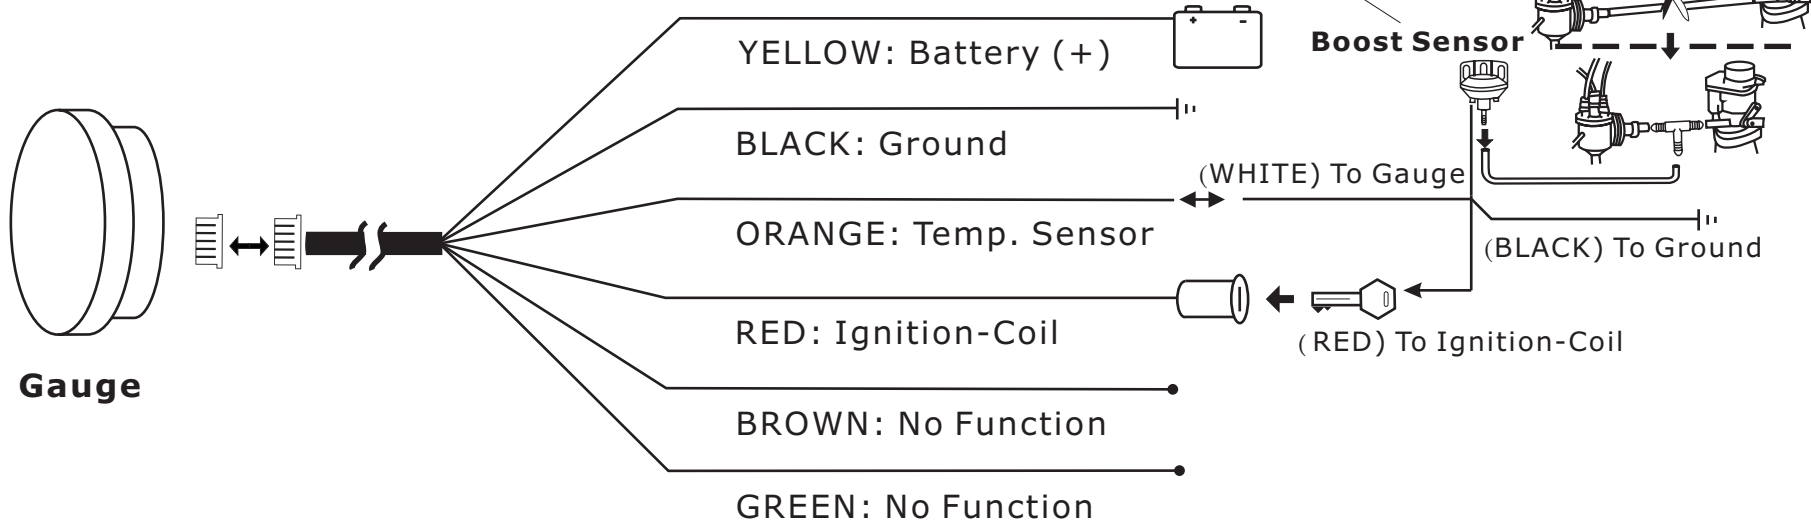 Boost Sensor
YELLOW: Battery (+)
+ -
BLACK: Ground
(WHITE) To Gauge
ORANGE: Temp. Sensor
(BLACK) To Ground
RED: Ignition-Coil
(RED) To Ignition-Coil
Gauge
BROWN: No Function
GREEN: No Function